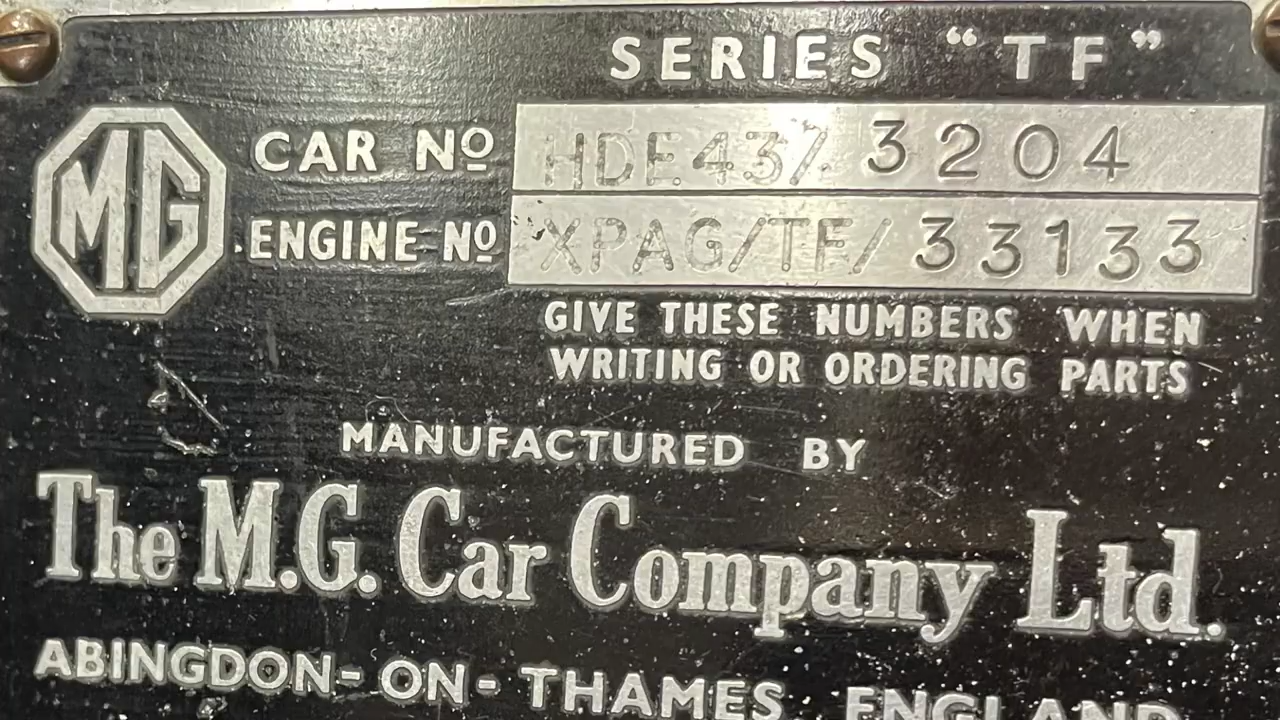 SERIES "TF"
MG
CAR Nº HDE43/ 3204
ENGINE Nº XPAG/TF/ 33133
GIVE THESE NUMBERS WHEN
WRITING OR ORDERING PARTS
MANUFACTURED BY
The M.G. Car Company Ltd.
ABINGDON-ON-THAMES ENGLAND